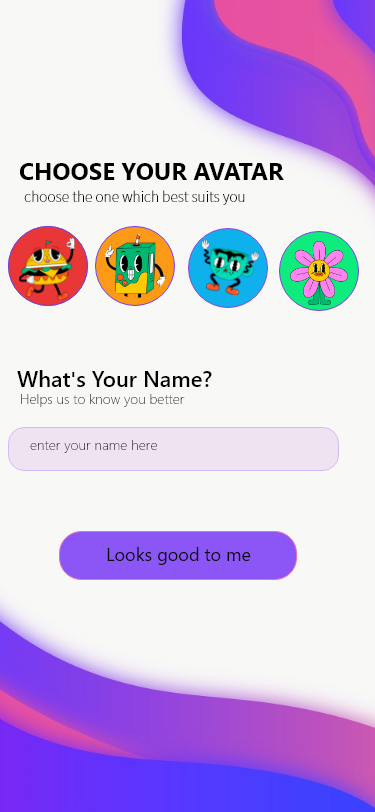 CHOOSE YOUR AVATAR
choose the one which best suits you
What's Your Name?
Helps us to know you better
enter your name here
Looks good to me